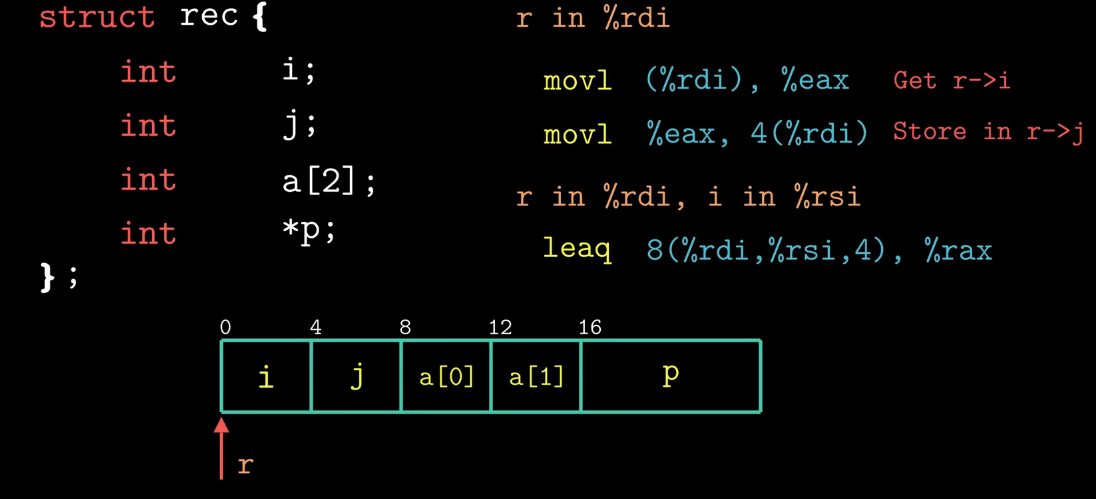 struct rec {
int i;
int j;
int a[2];
int *p;
};
r in %rdi
movl (%rdi), %eax Get r->i
movl %eax, 4(%rdi) Store in r->j
r in %rdi, i in %rsi
leaq 8(%rdi,%rsi,4), %rax
0 4 8 12 16
i j a[0] a[1] p
r